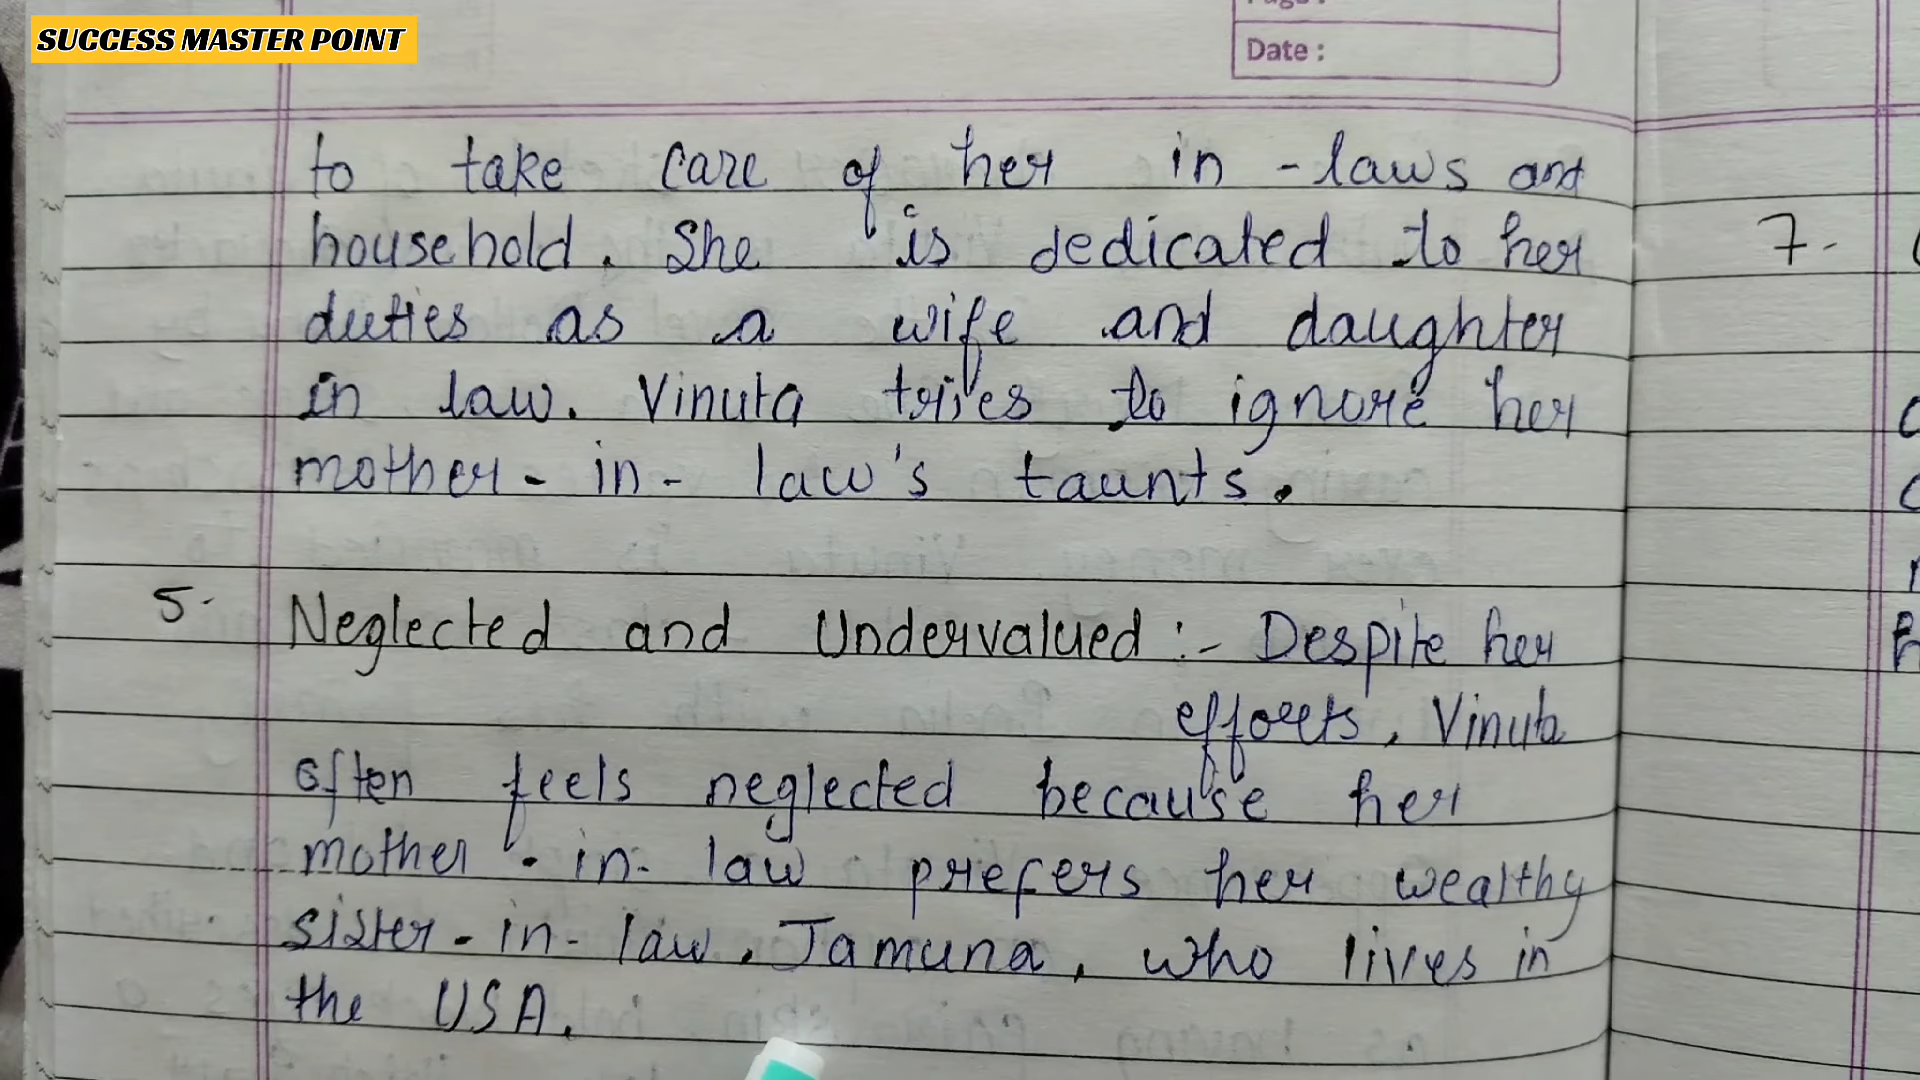 SUCCESS MASTER POINT
Date :
to take care of her in - laws and
household. She is dedicated to her
duties as a wife and daughter
in law. Vinuta tries to ignore her
mother - in - law's taunts.
7.
5. Neglected and Undervalued :- Despite her
efforts, Vinuta
often feels neglected because her
mother - in - law prefers her wealthy
sister - in - law, Jamuna, who lives in
the USA.